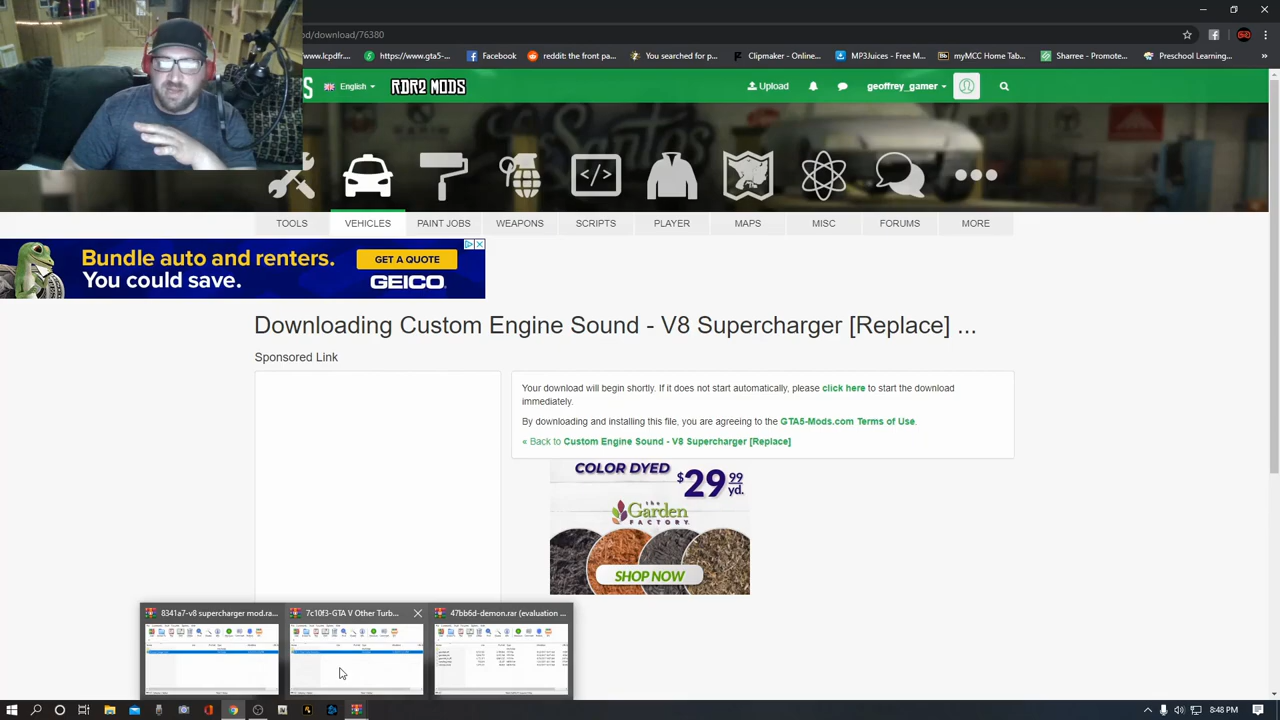 od/download/76380
www.lcpdfr....
https://www.gta5-...
Facebook
reddit: the front pa...
You searched for p...
Clipmaker - Downl...
MP3Juices - Free M...
myMCC Home Tab...
Sharree - Promote...
Preschool Learning...
S
English
RDR2 MODS
Upload
geoffrey_gamer
TOOLS
VEHICLES
PAINT JOBS
WEAPONS
SCRIPTS
PLAYER
MAPS
MISC
FORUMS
MORE
Bundle auto and renters.
You could save.
GET A QUOTE
GEICO.
Downloading Custom Engine Sound - V8 Supercharger [Replace] ...
Sponsored Link
Your download will begin shortly. If it does not start automatically, please click here to start the download
immediately.
By downloading and installing this file, you are agreeing to the GTA5-Mods.com Terms of Use.
« Back to Custom Engine Sound - V8 Supercharger [Replace]
COLOR DYED
$29 99
yd.
the
Garden
FACTORY
SHOP NOW
8341a7-v8 supercharger mod.ra...
7c10f3-GTA V Other Turb...
47bb6d-demon.rar (evaluation ...
8:48 PM